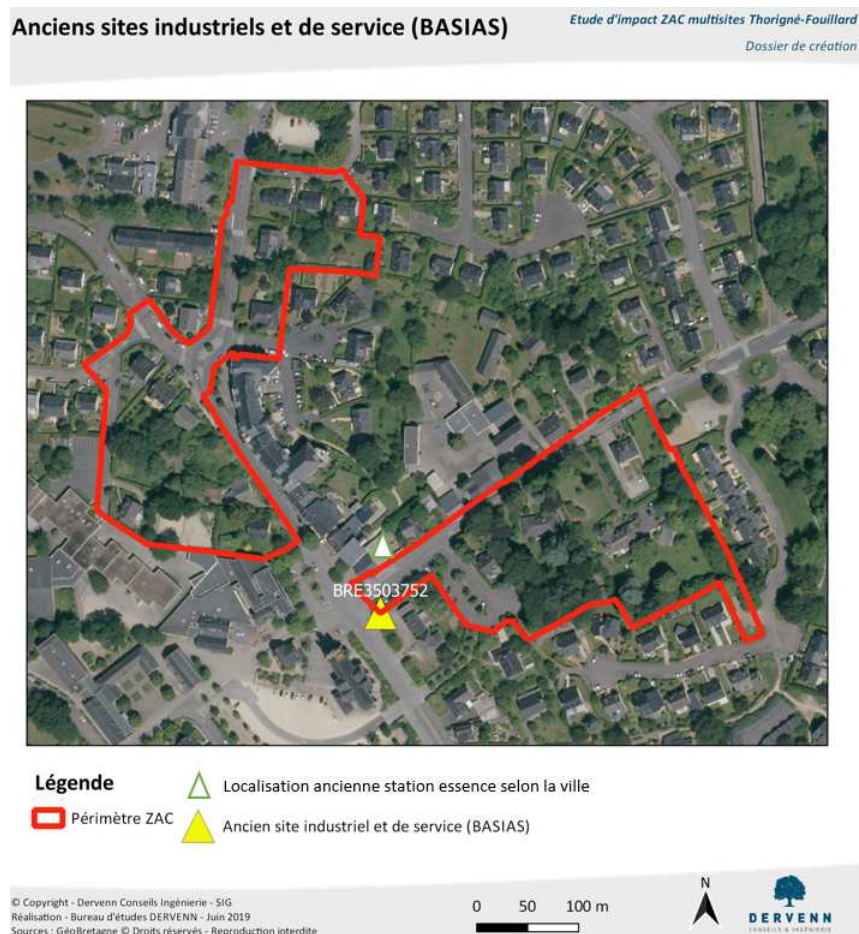 Anciens sites industriels et de service (BASIAS)
Etude d'impact ZAC multisites Thorigné-Fouillard
Dossier de création
BRE3503752
Légende
Localisation ancienne station essence selon la ville
Périmètre ZAC
Ancien site industriel et de service (BASIAS)
© Copyright - Dervenn Conseils Ingénierie - SIG
Réalisation - Bureau d'études DERVENN - Juin 2019
Sources : GéoBretagne © Droits réservés - Reproduction interdite
0 50 100 m
N
DERVENN
CONSEILS & INGÉNIERIE